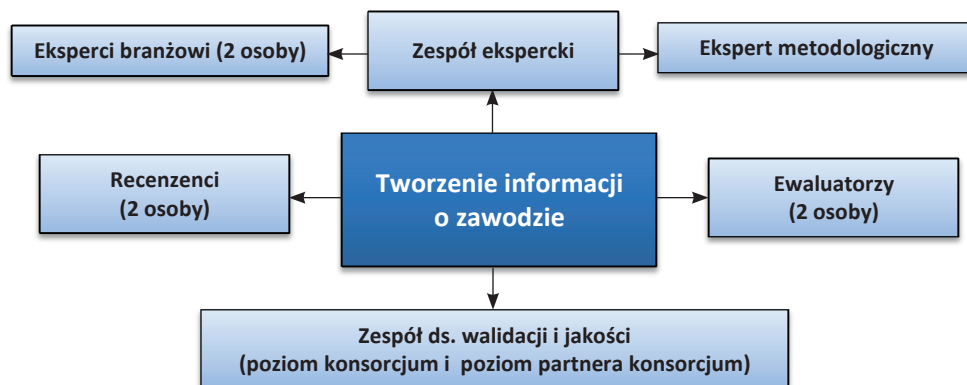 Eksperci branżowi (2 osoby)
Zespół ekspercki
Ekspert metodologiczny
Recenzenci
(2 osoby)
Tworzenie informacji
o zawodzie
Ewaluatorzy
(2 osoby)
Zespół ds. walidacji i jakości
(poziom konsorcjum i poziom partnera konsorcjum)